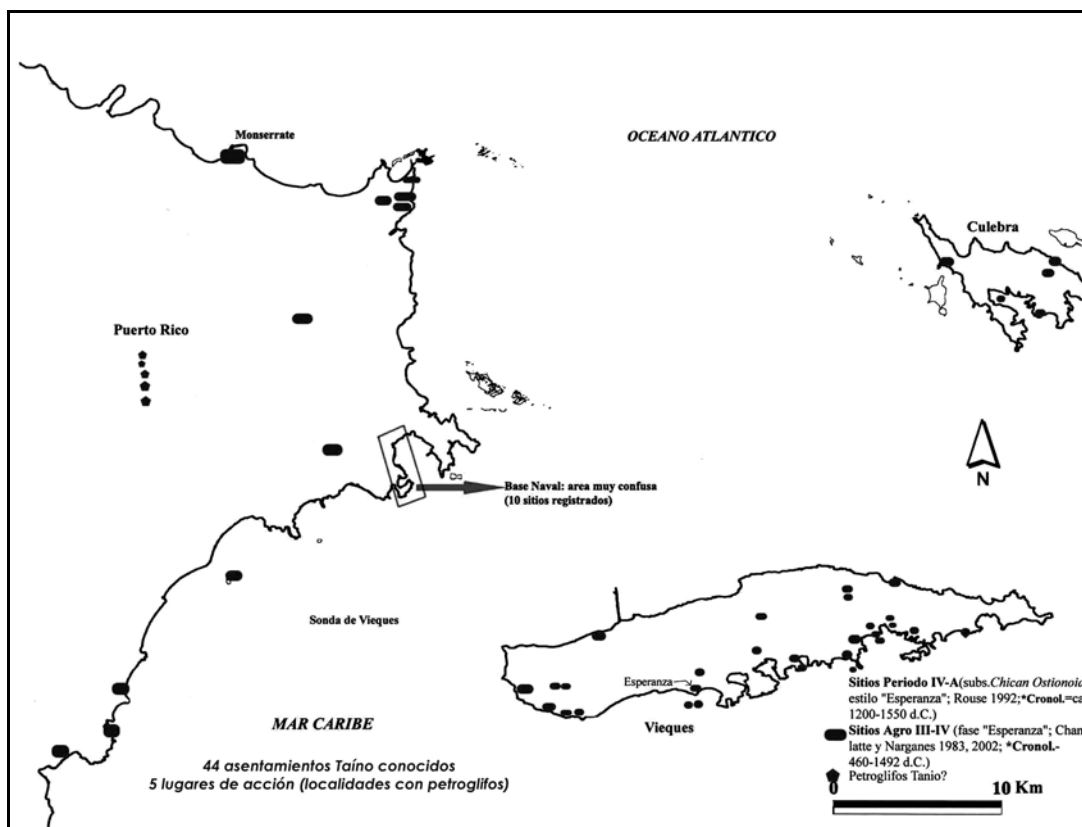 Monserrate
OCEANO ATLANTICO
Culebra
Puerto Rico
N
Base Naval: area muy confusa
(10 sitios registrados)
Sonda de Vieques
Esperanza
MAR CARIBE
Vieques
44 asentamientos Taíno conocidos
5 lugares de acción (localidades con petroglifos)
Sitios Periodo IV-A(subs.Chican Ostionoid
estilo "Esperanza"; Rouse 1992;*Cronol.=ca
1200-1550 d.C.)
Sitios Agro III-IV (fase "Esperanza"; Chan
latte y Narganes 1983, 2002; *Cronol.-
460-1492 d.C.)
Petroglifos Tanio?
0 10 Km